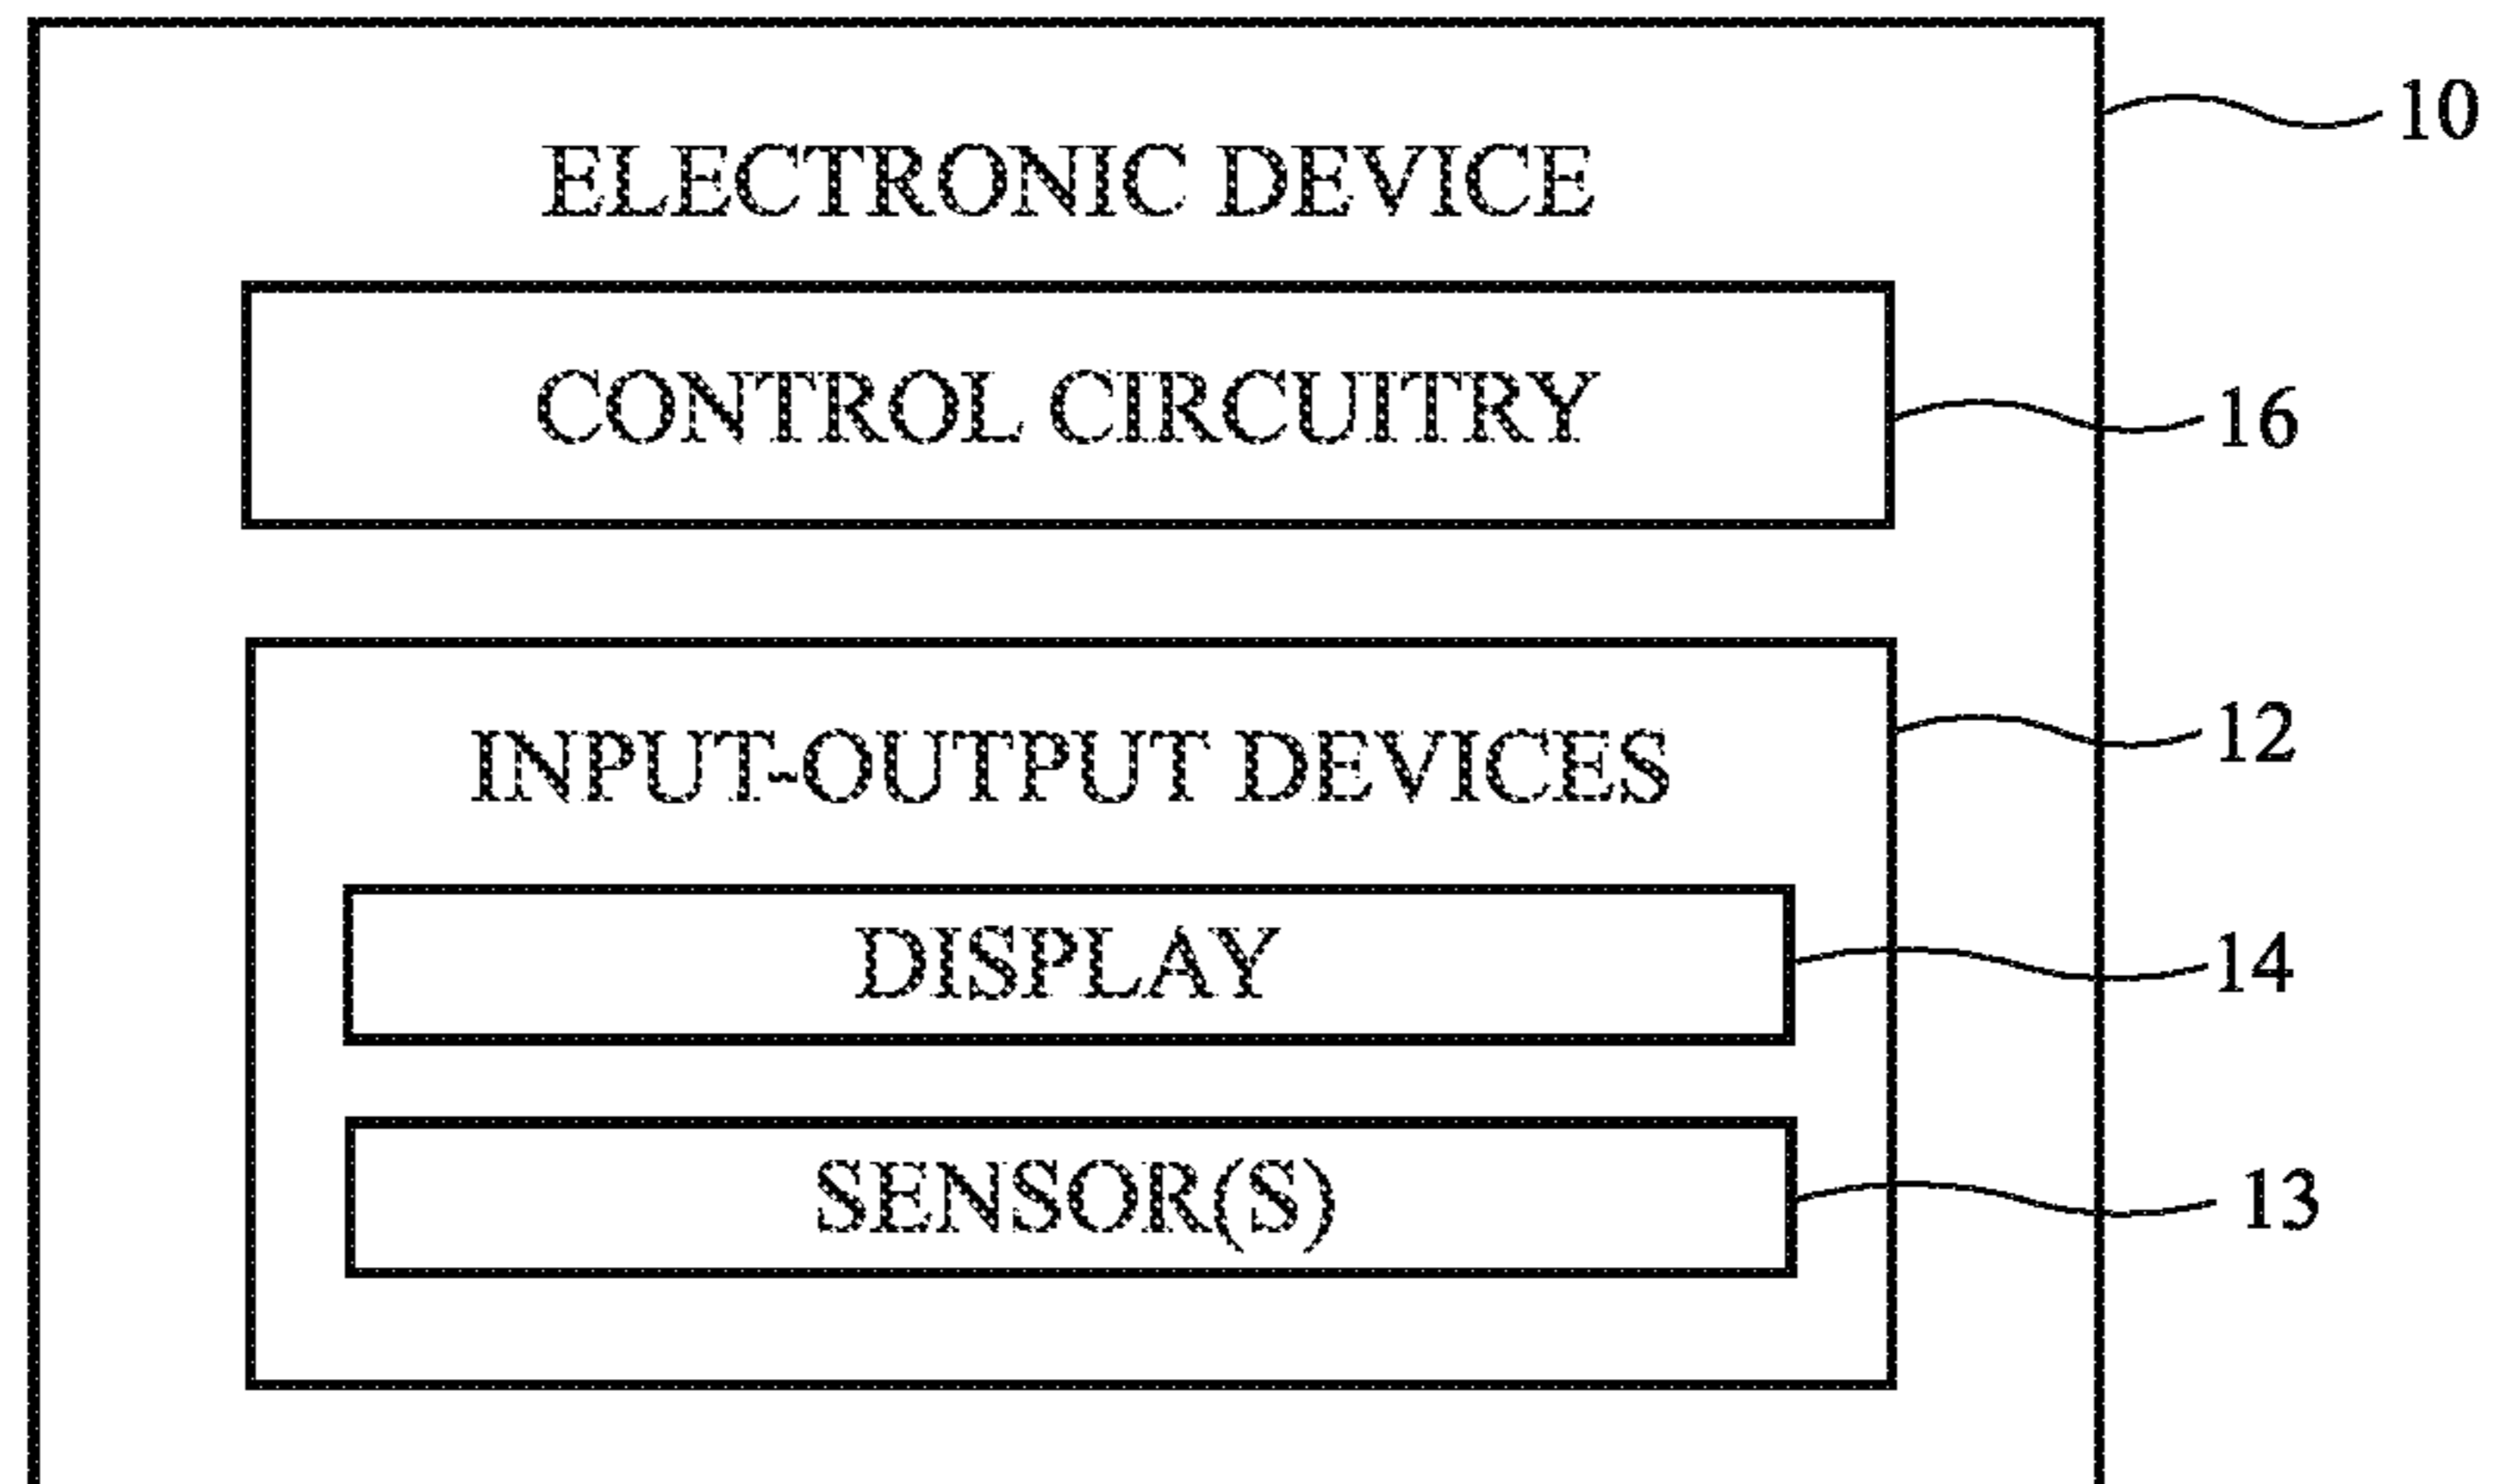 10
ELECTRONIC DEVICE
CONTROL CIRCUITRY
16
INPUT-OUTPUT DEVICES
12
DISPLAY
14
SENSOR(S)
13